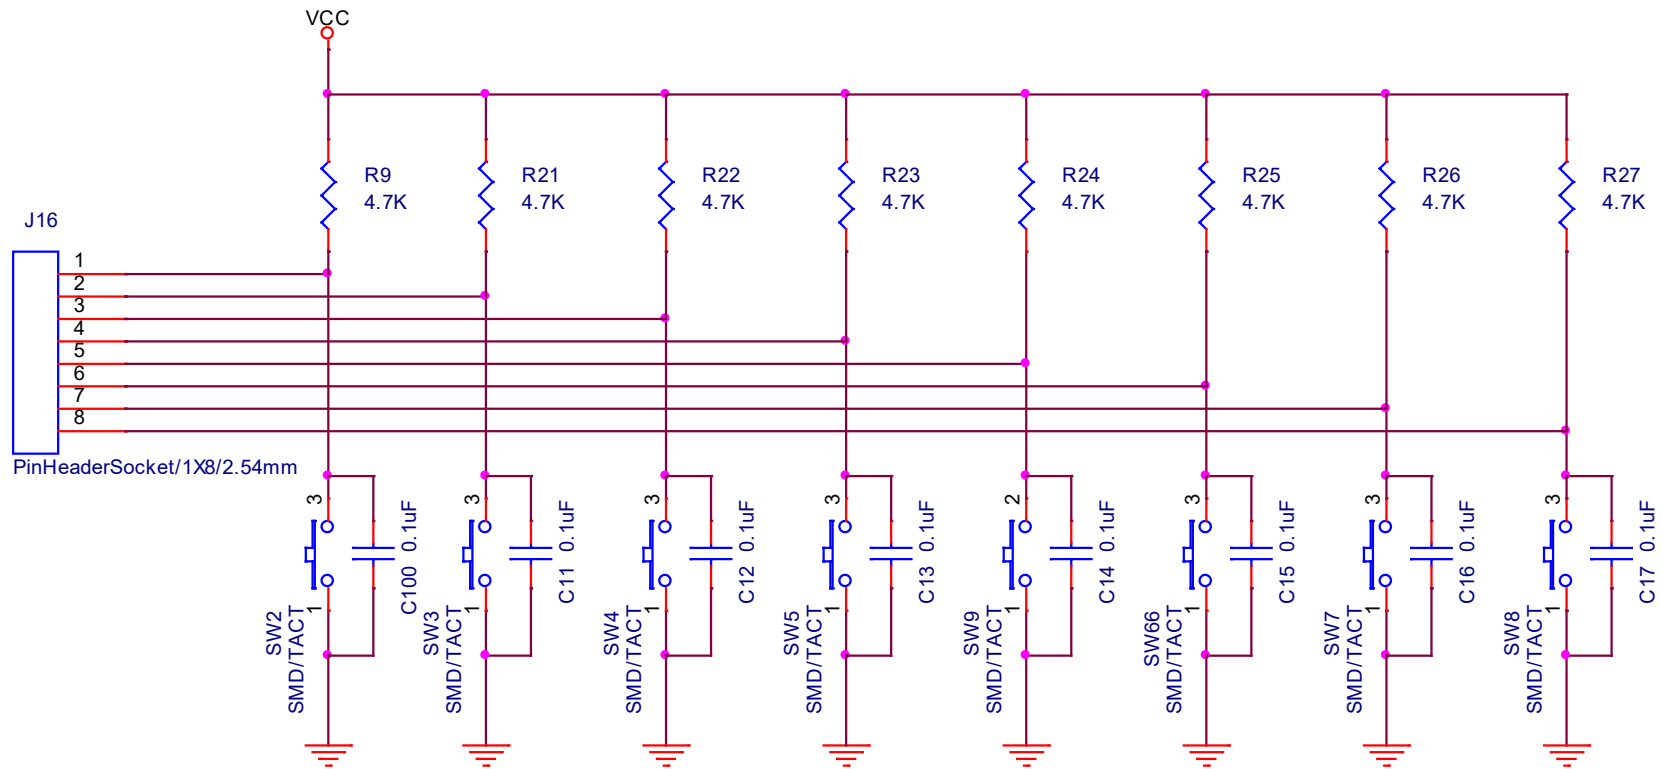 VCC
R9
4.7K
R21
4.7K
R22
4.7K
R23
4.7K
R24
4.7K
R25
4.7K
R26
4.7K
R27
4.7K
J16
1
2
3
4
5
6
7
8
PinHeaderSocket/1X8/2.54mm
3
1
SW2
SMD/TACT
C100 0.1uF
3
1
SW3
SMD/TACT
C11 0.1uF
3
1
SW4
SMD/TACT
C12 0.1uF
3
1
SW5
SMD/TACT
C13 0.1uF
2
1
SW9
SMD/TACT
C14 0.1uF
3
1
SW66
SMD/TACT
C15 0.1uF
3
1
SW7
SMD/TACT
C16 0.1uF
3
1
SW8
SMD/TACT
C17 0.1uF